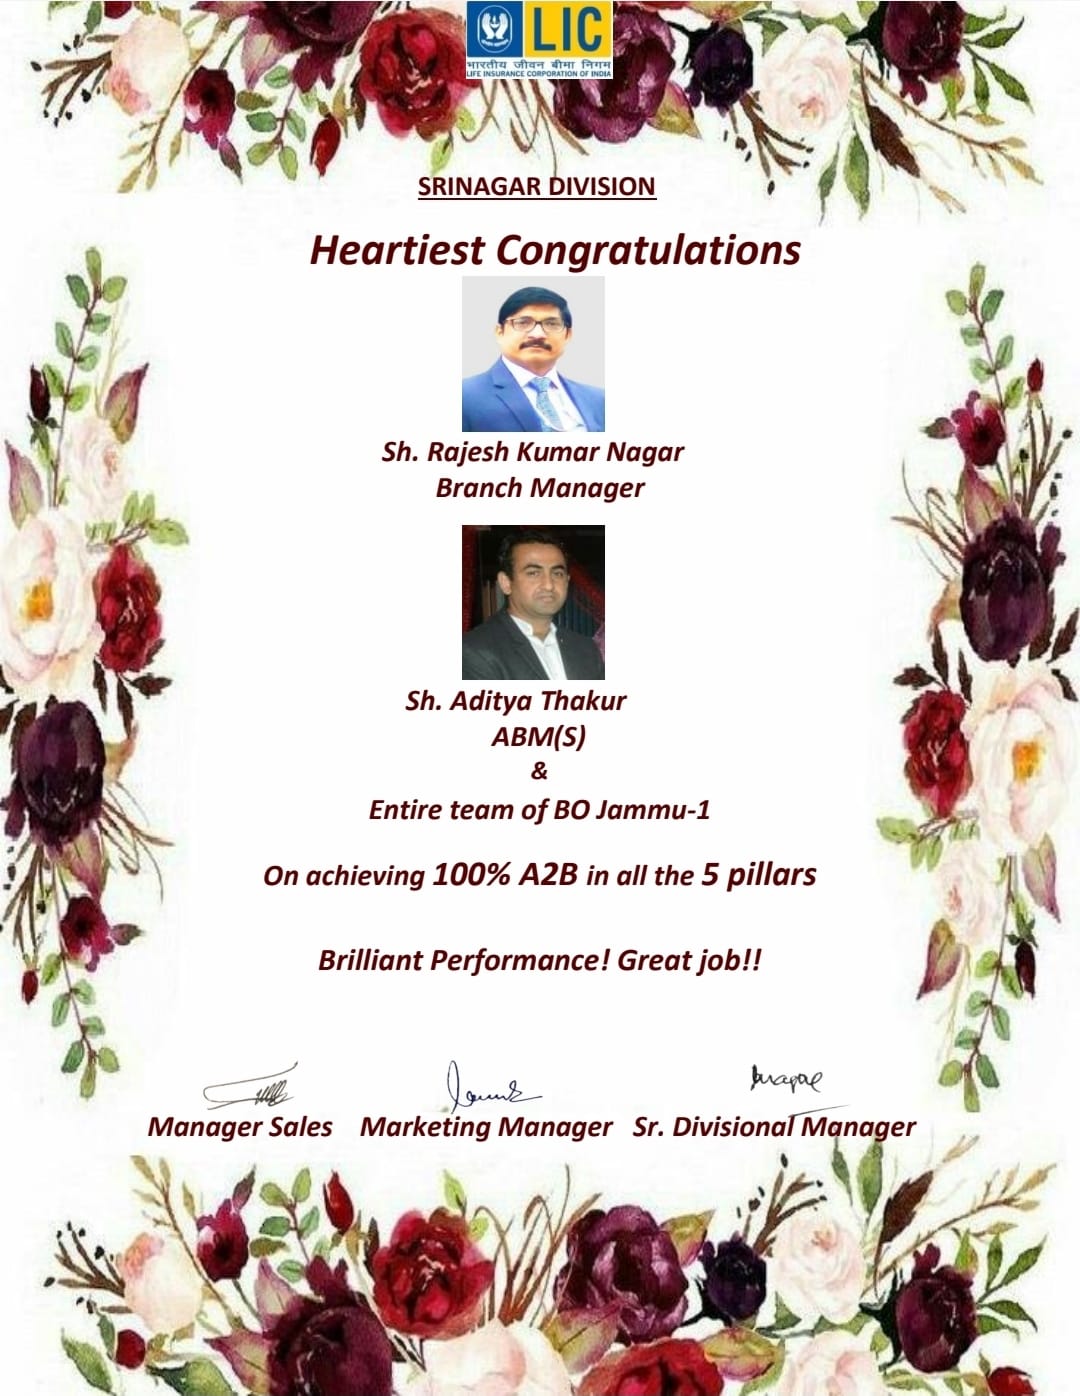 LIC
भारतीय जीवन बीमा निगम
LIFE INSURANCE CORPORATION OF INDIA
SRINAGAR DIVISION
Heartiest Congratulations
Sh. Rajesh Kumar Nagar
Branch Manager
Sh. Aditya Thakur
ABM(S)
&
Entire team of BO Jammu-1
On achieving 100% A2B in all the 5 pillars
Brilliant Performance! Great job!!
Manager Sales Marketing Manager Sr. Divisional Manager